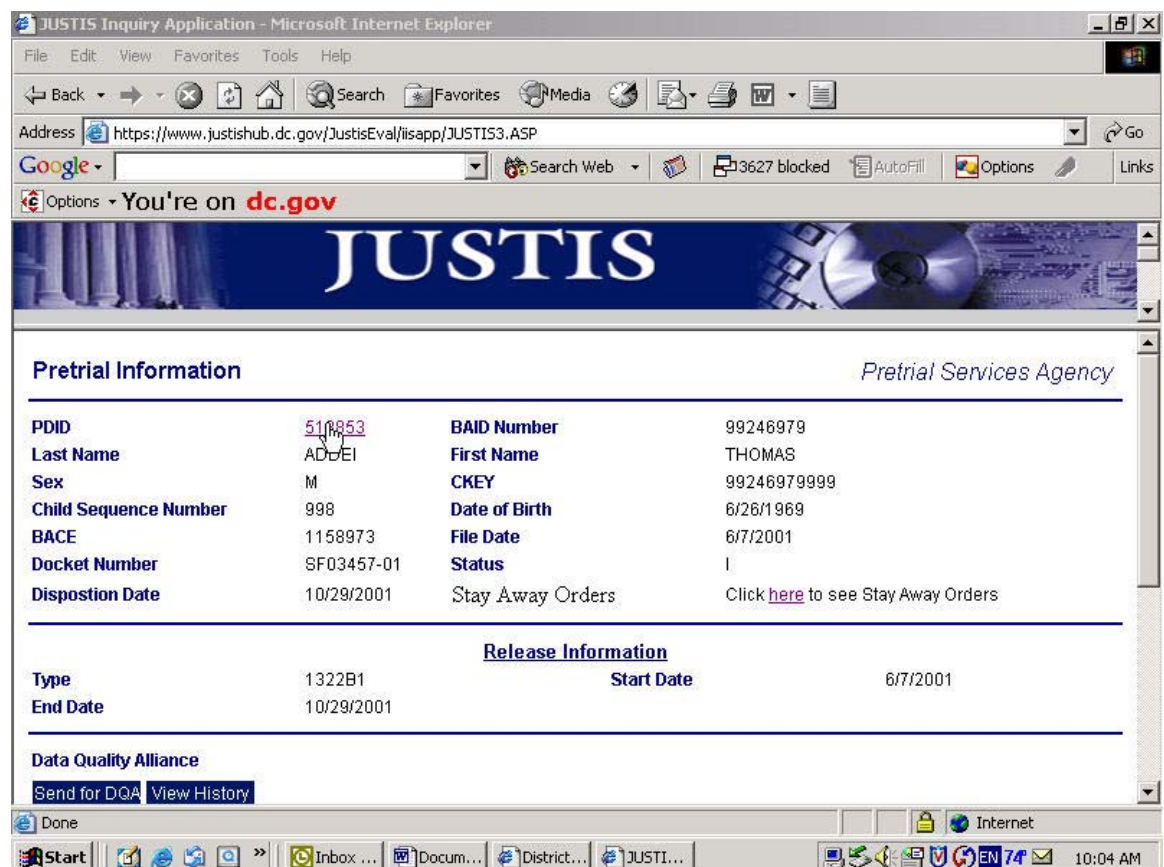 JUSTIS Inquiry Application - Microsoft Internet Explorer
File Edit View Favorites Tools Help
Back Search Favorites Media
Address https://www.justishub.dc.gov/JustisEval/iisapp/JUSTIS3.ASP Go
Google Search Web 3627 blocked AutoFill Options Links
Options You're on dc.gov
JUSTIS
Pretrial Information Pretrial Services Agency
PDID BAID Number 99246979
Last Name First Name THOMAS
Sex M CKEY 99246979999
Child Sequence Number 998 Date of Birth 6/26/1969
BACE 1158973 File Date 6/7/2001
Docket Number SF03457-01 Status I
Dispostion Date 10/29/2001 Stay Away Orders Click here to see Stay Away Orders
Release Information
Type 1322B1 Start Date 6/7/2001
End Date 10/29/2001
Data Quality Alliance
Send for DQA View History
Done Internet
Start Inbox ... Docum... District... JUSTI... EN 74° 10:04 AM